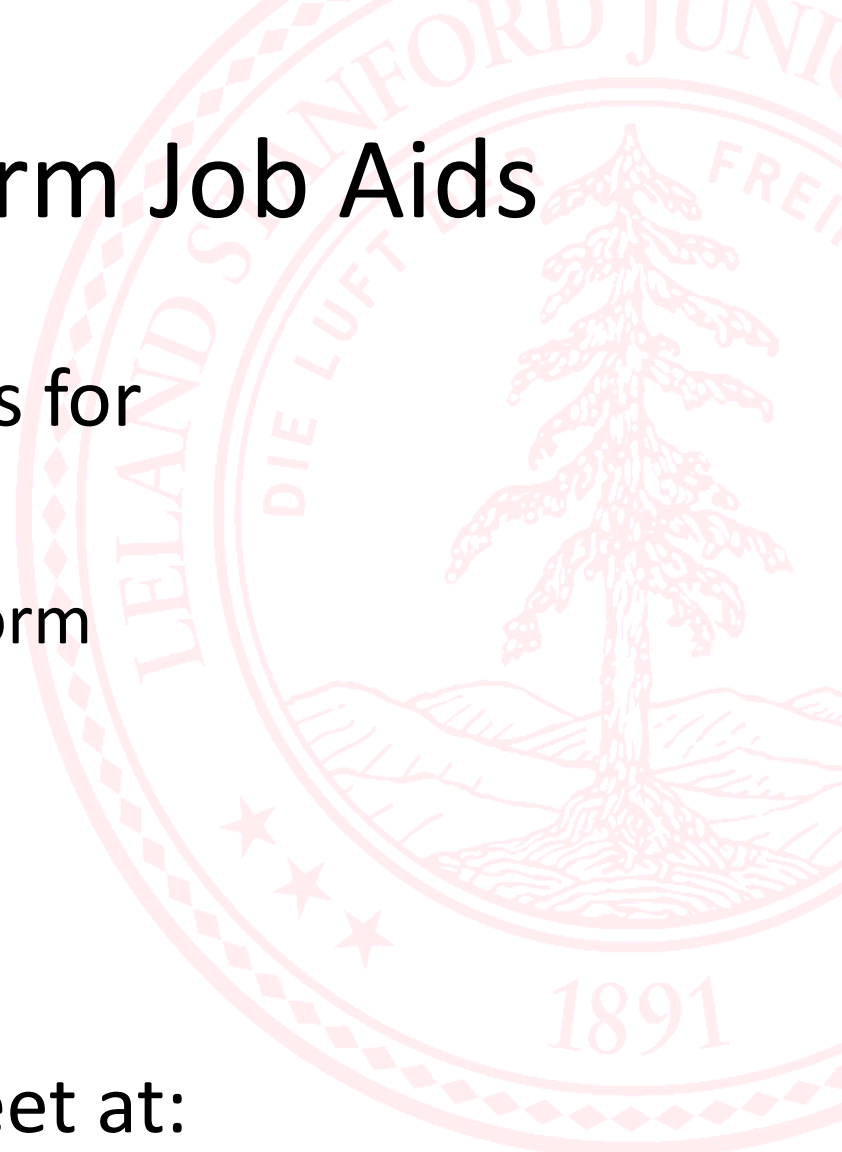 rm Job Aids
s for
orm
eet at:
LELAND STANFORD JUNI
DIE LUFT D
FREI
1891